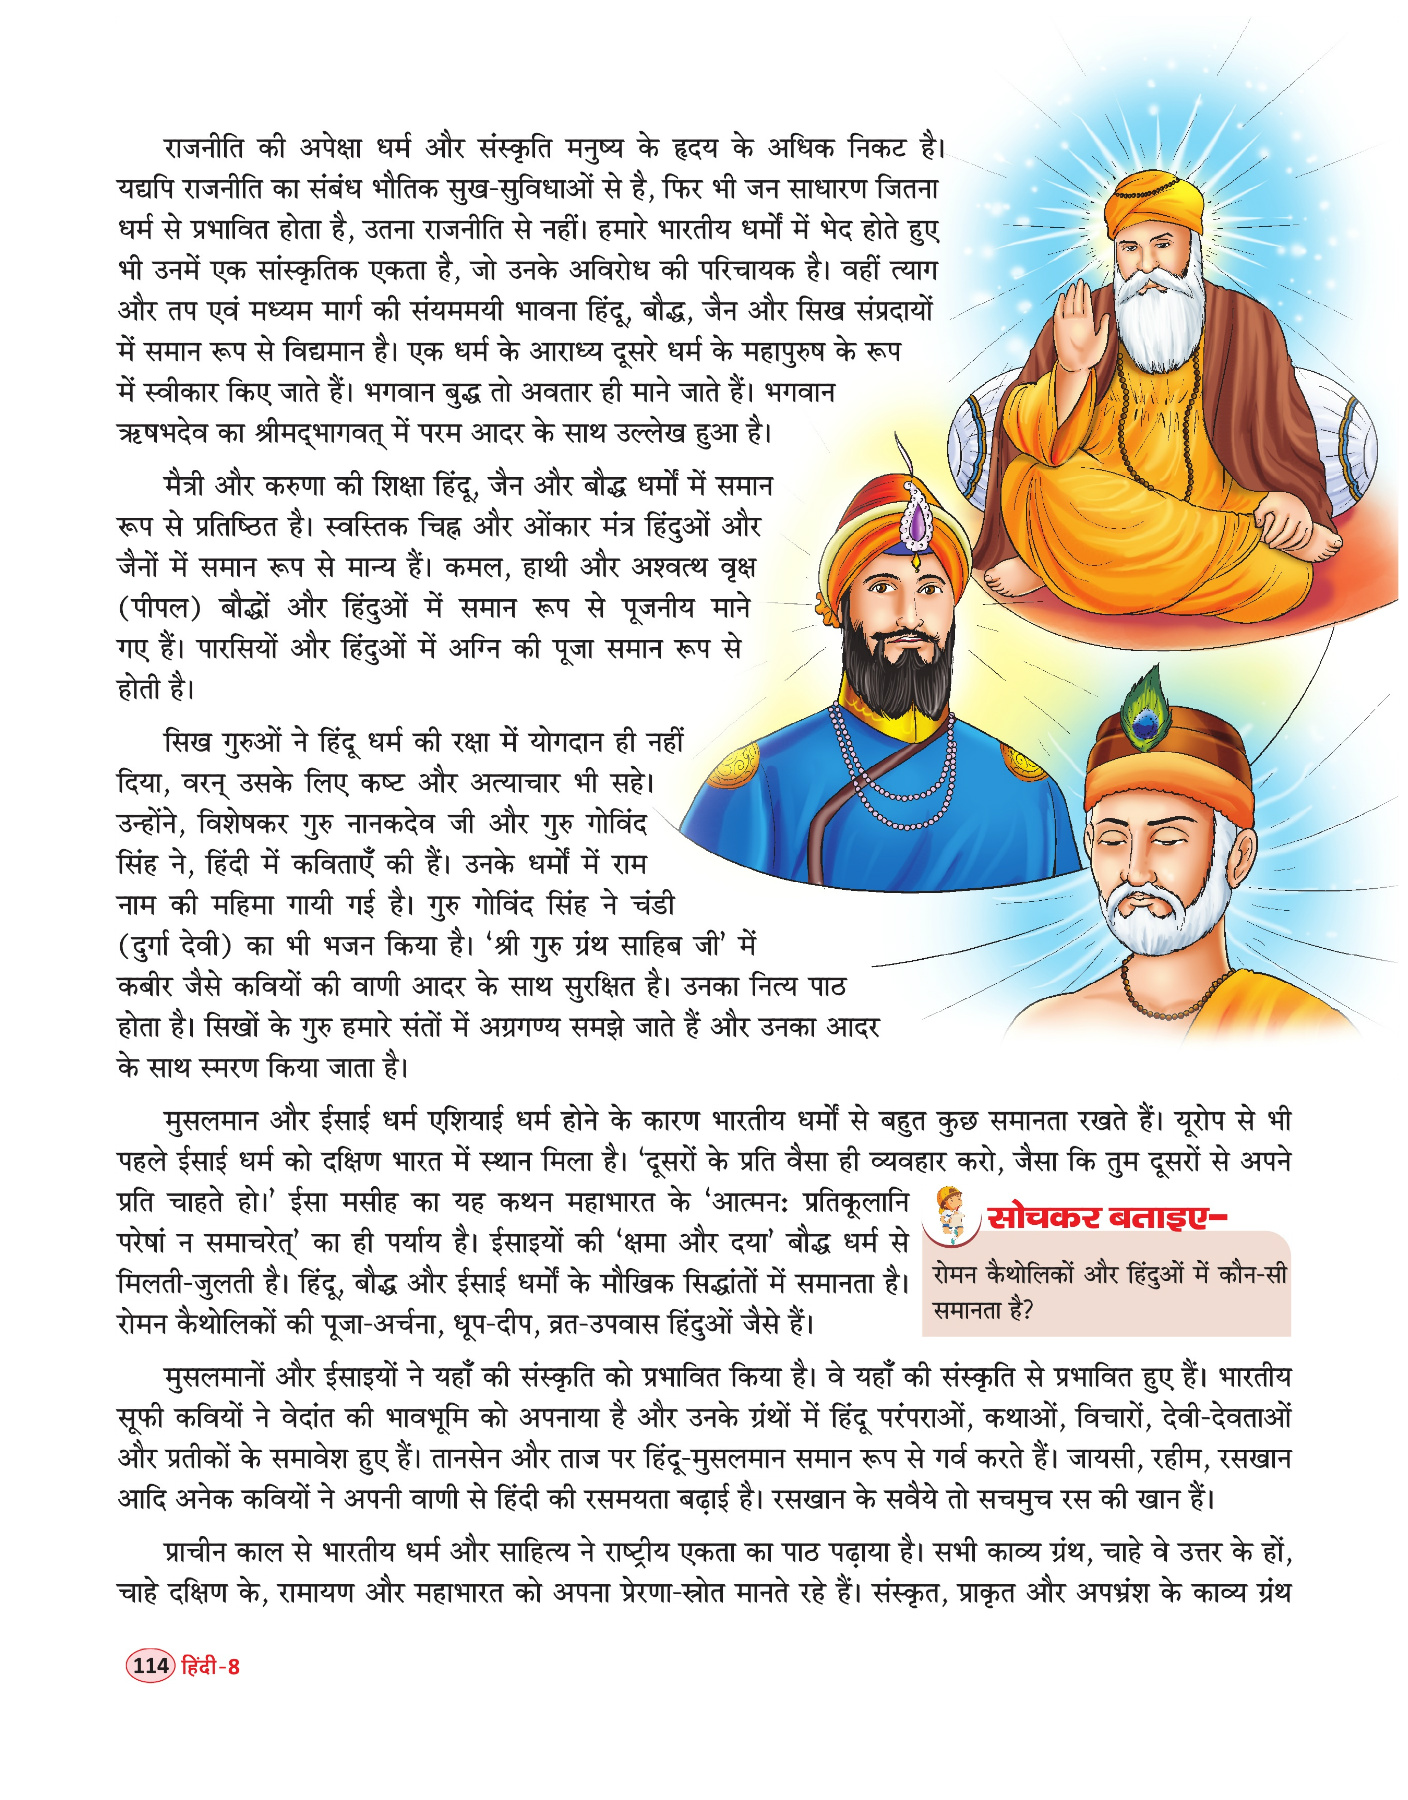 राजनीति की अपेक्षा धर्म और संस्कृति मनुष्य के हृदय के अधिक निकट है।
यद्यपि राजनीति का संबंध भौतिक सुख-सुविधाओं से है, फिर भी जन साधारण जितना
धर्म से प्रभावित होता है, उतना राजनीति से नहीं। हमारे भारतीय धर्मों में भेद होते हुए
भी उनमें एक सांस्कृतिक एकता है, जो उनके अविरोध की परिचायक है। वहीं त्याग
और तप एवं मध्यम मार्ग की संयममयी भावना हिंदू, बौद्ध, जैन और सिख संप्रदायों
में समान रूप से विद्यमान है। एक धर्म के आराध्य दूसरे धर्म के महापुरुष के रूप
में स्वीकार किए जाते हैं। भगवान बुद्ध तो अवतार ही माने जाते हैं। भगवान
ऋषभदेव का श्रीमद्‌भागवत् में परम आदर के साथ उल्लेख हुआ है।
मैत्री और करुणा की शिक्षा हिंदू, जैन और बौद्ध धर्मों में समान
रूप से प्रतिष्ठित है। स्वस्तिक चिह्न और ओंकार मंत्र हिंदुओं और
जैनों में समान रूप से मान्य हैं। कमल, हाथी और अश्वत्थ वृक्ष
(पीपल) बौद्धों और हिंदुओं में समान रूप से पूजनीय माने
गए हैं। पारसियों और हिंदुओं में अग्नि की पूजा समान रूप से
होती है।
सिख गुरुओं ने हिंदू धर्म की रक्षा में योगदान ही नहीं
दिया, वरन् उसके लिए कष्ट और अत्याचार भी सहे।
उन्होंने, विशेषकर गुरु नानकदेव जी और गुरु गोविंद
सिंह ने, हिंदी में कविताएँ की हैं। उनके धर्मों में राम
नाम की महिमा गायी गई है। गुरु गोविंद सिंह ने चंडी
(दुर्गा देवी) का भी भजन किया है। ‘श्री गुरु ग्रंथ साहिब जी’ में
कबीर जैसे कवियों की वाणी आदर के साथ सुरक्षित है। उनका नित्य पाठ
होता है। सिखों के गुरु हमारे संतों में अग्रगण्य समझे जाते हैं और उनका आदर
के साथ स्मरण किया जाता है।
मुसलमान और ईसाई धर्म एशियाई धर्म होने के कारण भारतीय धर्मों से बहुत कुछ समानता रखते हैं। यूरोप से भी
पहले ईसाई धर्म को दक्षिण भारत में स्थान मिला है। ‘दूसरों के प्रति वैसा ही व्यवहार करो, जैसा कि तुम दूसरों से अपने
प्रति चाहते हो।’ ईसा मसीह का यह कथन महाभारत के ‘आत्मनः प्रतिकूलानि
परेषां न समाचरेत्’ का ही पर्याय है। ईसाइयों की ‘क्षमा और दया’ बौद्ध धर्म से
मिलती-जुलती है। हिंदू, बौद्ध और ईसाई धर्मों के मौखिक सिद्धांतों में समानता है।
रोमन कैथोलिकों की पूजा-अर्चना, धूप-दीप, व्रत-उपवास हिंदुओं जैसे हैं।
सोचकर बताइए–
रोमन कैथोलिकों और हिंदुओं में कौन-सी
समानता है?
मुसलमानों और ईसाइयों ने यहाँ की संस्कृति को प्रभावित किया है। वे यहाँ की संस्कृति से प्रभावित हुए हैं। भारतीय
सूफी कवियों ने वेदांत की भावभूमि को अपनाया है और उनके ग्रंथों में हिंदू परंपराओं, कथाओं, विचारों, देवी-देवताओं
और प्रतीकों के समावेश हुए हैं। तानसेन और ताज पर हिंदू-मुसलमान समान रूप से गर्व करते हैं। जायसी, रहीम, रसखान
आदि अनेक कवियों ने अपनी वाणी से हिंदी की रसमयता बढ़ाई है। रसखान के सवैये तो सचमुच रस की खान हैं।
प्राचीन काल से भारतीय धर्म और साहित्य ने राष्ट्रीय एकता का पाठ पढ़ाया है। सभी काव्य ग्रंथ, चाहे वे उत्तर के हों,
चाहे दक्षिण के, रामायण और महाभारत को अपना प्रेरणा-स्रोत मानते रहे हैं। संस्कृत, प्राकृत और अपभ्रंश के काव्य ग्रंथ
114 हिंदी-8